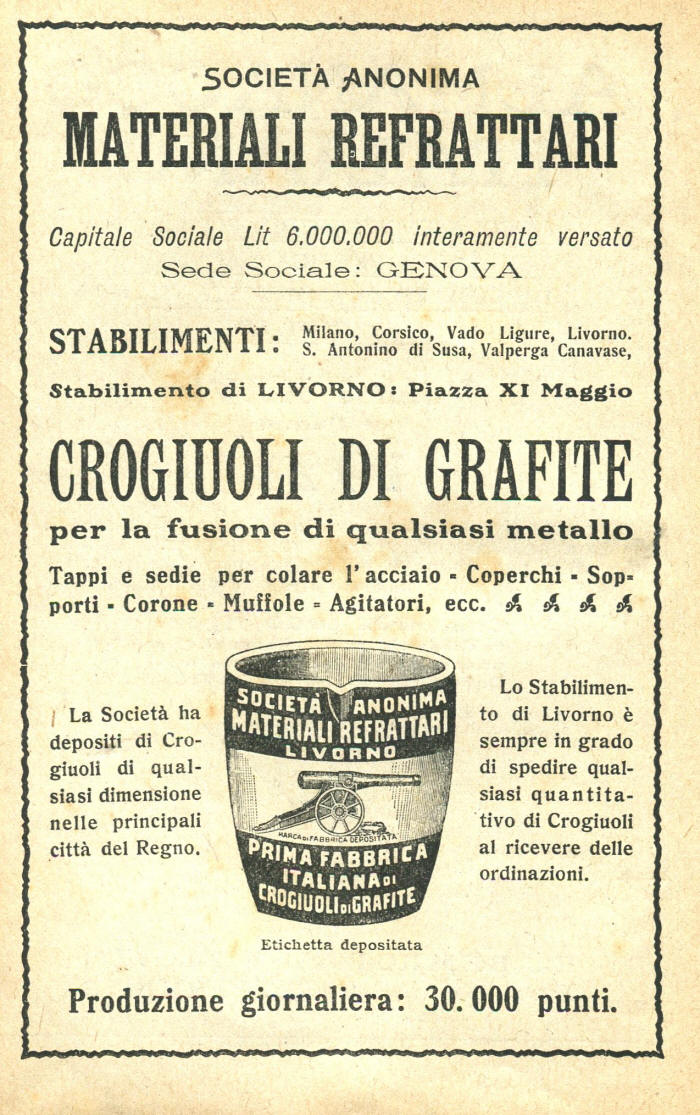 SOCIETÀ ANONIMA
MATERIALI REFRATTARI
Capitale Sociale Lit 6.000.000 interamente versato
Sede Sociale: GENOVA
STABILIMENTI: Milano, Corsico, Vado Ligure, Livorno.
S. Antonino di Susa, Valperga Canavase,
Stabilimento di LIVORNO: Piazza XI Maggio
CROGIUOLI DI GRAFITE
per la fusione di qualsiasi metallo
Tappi e sedie per colare l'acciaio - Coperchi - Sop=
porti - Corone - Muffole = Agitatori, ecc.
La Società ha
depositi di Cro-
giuoli di qual-
siasi dimensione
nelle principali
città del Regno.
SOCIETÀ ANONIMA
MATERIALI REFRATTARI
LIVORNO
MARCA DI FABBRICA DEPOSITATA
PRIMA FABBRICA
ITALIANA DI
CROGIUOLI DI GRAFITE
Etichetta depositata
Lo Stabilimen-
to di Livorno è
sempre in grado
di spedire qual-
siasi quantita-
tivo di Crogiuoli
al ricevere delle
ordinazioni.
Produzione giornaliera: 30.000 punti.